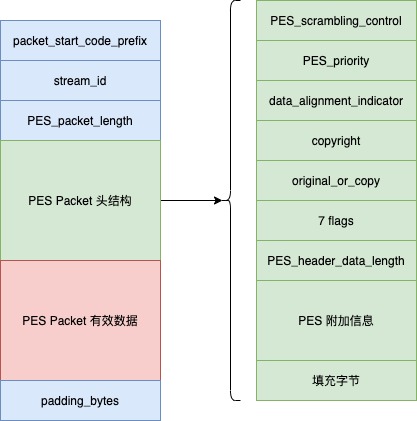 packet_start_code_prefix
stream_id
PES_packet_length
PES Packet 头结构
PES Packet 有效数据
padding_bytes
PES_scrambling_control
PES_priority
data_alignment_indicator
copyright
original_or_copy
7 flags
PES_header_data_length
PES 附加信息
填充字节